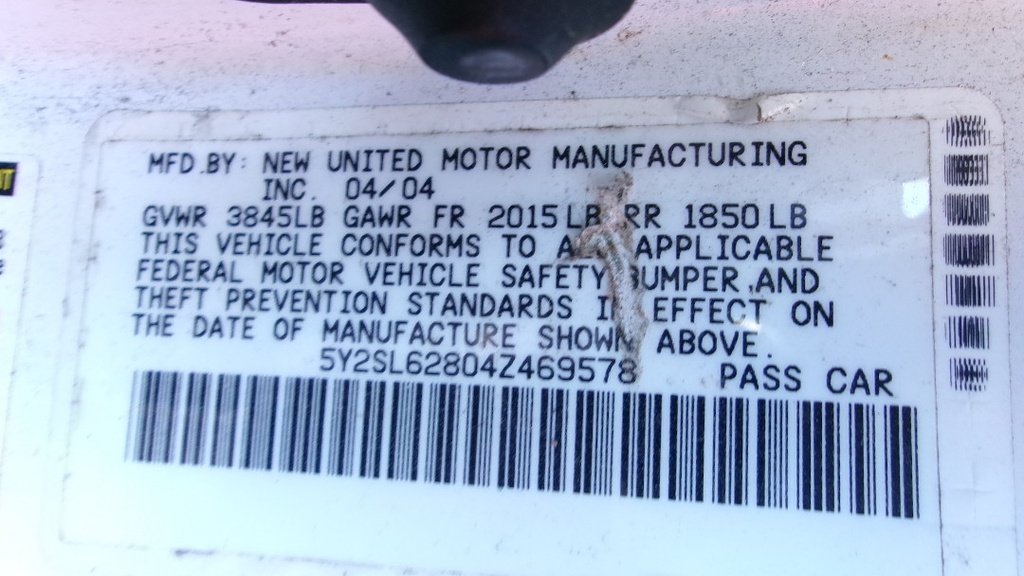 MFD.BY: NEW UNITED MOTOR MANUFACTURING
INC. 04/04
GVWR 3845LB GAWR FR 2015LB RR 1850LB
THIS VEHICLE CONFORMS TO APPLICABLE
FEDERAL MOTOR VEHICLE SAFETY BUMPER, AND
THEFT PREVENTION STANDARDS IN EFFECT ON
THE DATE OF MANUFACTURE SHOWN ABOVE.
5Y2SL62804Z469578 PASS CAR